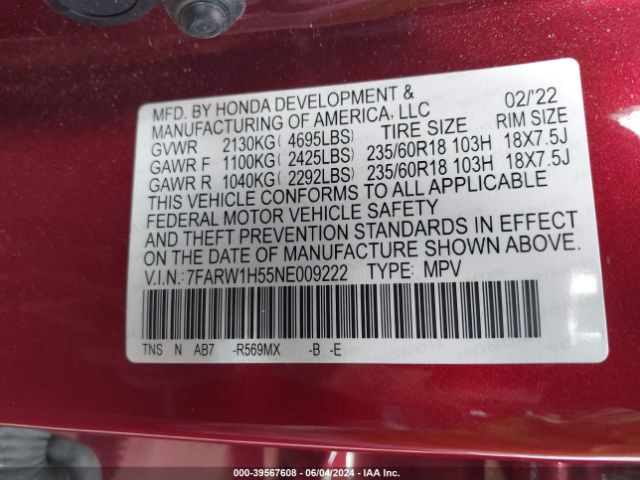 MFD. BY HONDA DEVELOPMENT & 02/'22
MANUFACTURING OF AMERICA, LLC
GVWR 2130KG( 4695LBS) TIRE SIZE RIM SIZE
GAWR F 1100KG( 2425LBS) 235/60R18 103H 18X7.5J
GAWR R 1040KG( 2292LBS) 235/60R18 103H 18X7.5J
THIS VEHICLE CONFORMS TO ALL APPLICABLE
FEDERAL MOTOR VEHICLE SAFETY
AND THEFT PREVENTION STANDARDS IN EFFECT
ON THE DATE OF MANUFACTURE SHOWN ABOVE.
V.I.N.: 7FARW1H55NE009222 TYPE: MPV
TNS N AB7 -R569MX -B -E
000-39567608 - 06/04/2024 - IAA Inc.